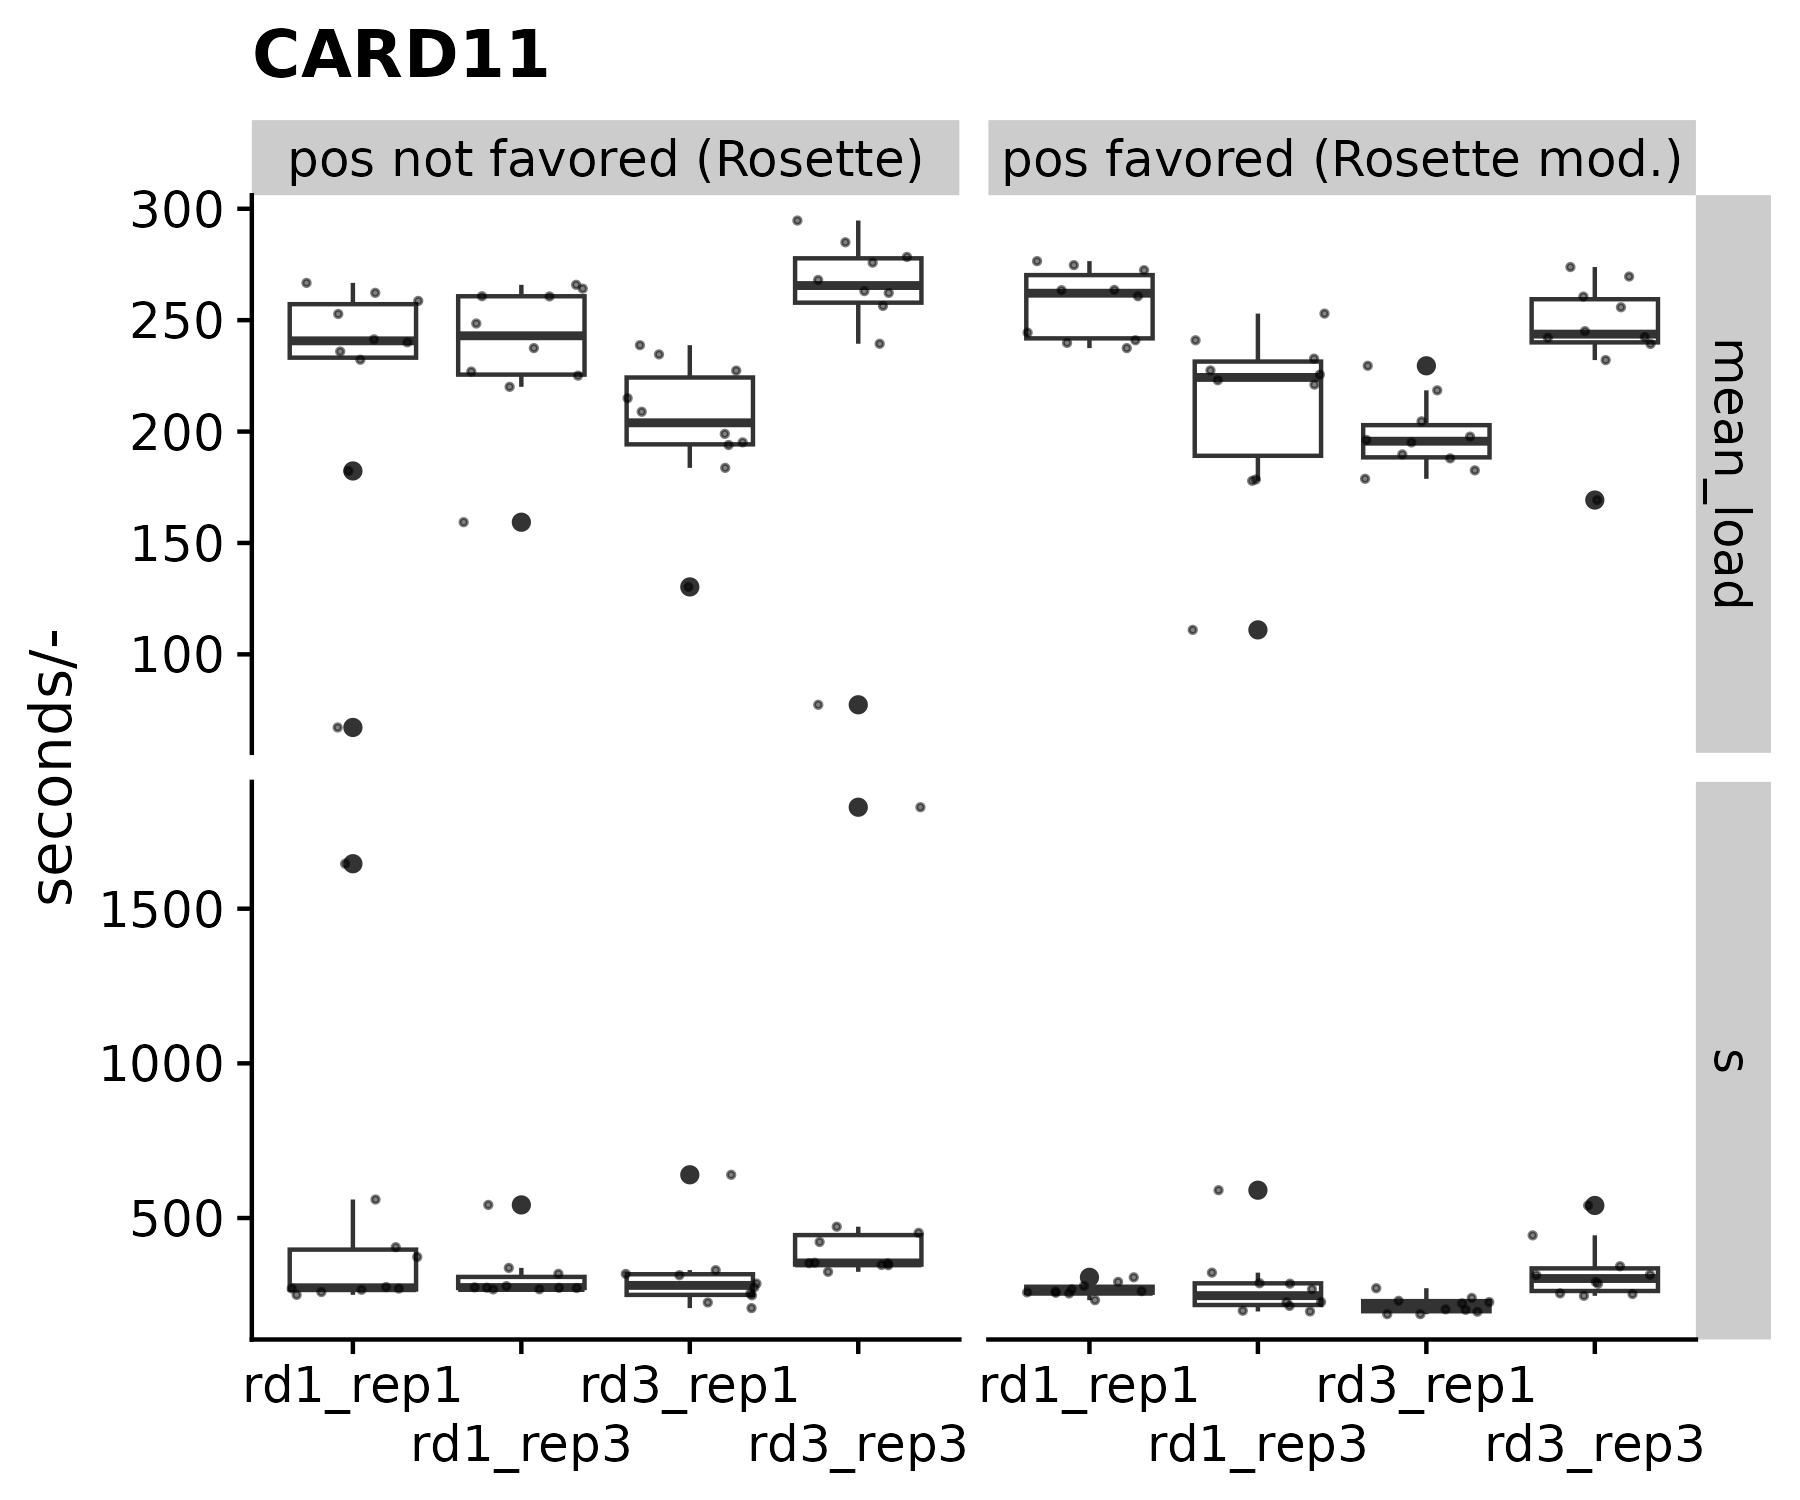 CARD11
pos not favored (Rosette)
pos favored (Rosette mod.)
300
250
200
150
100
mean_load
seconds/-
1500
1000
500
s
rd1_rep1
rd1_rep3
rd3_rep1
rd3_rep3
rd1_rep1
rd1_rep3
rd3_rep1
rd3_rep3